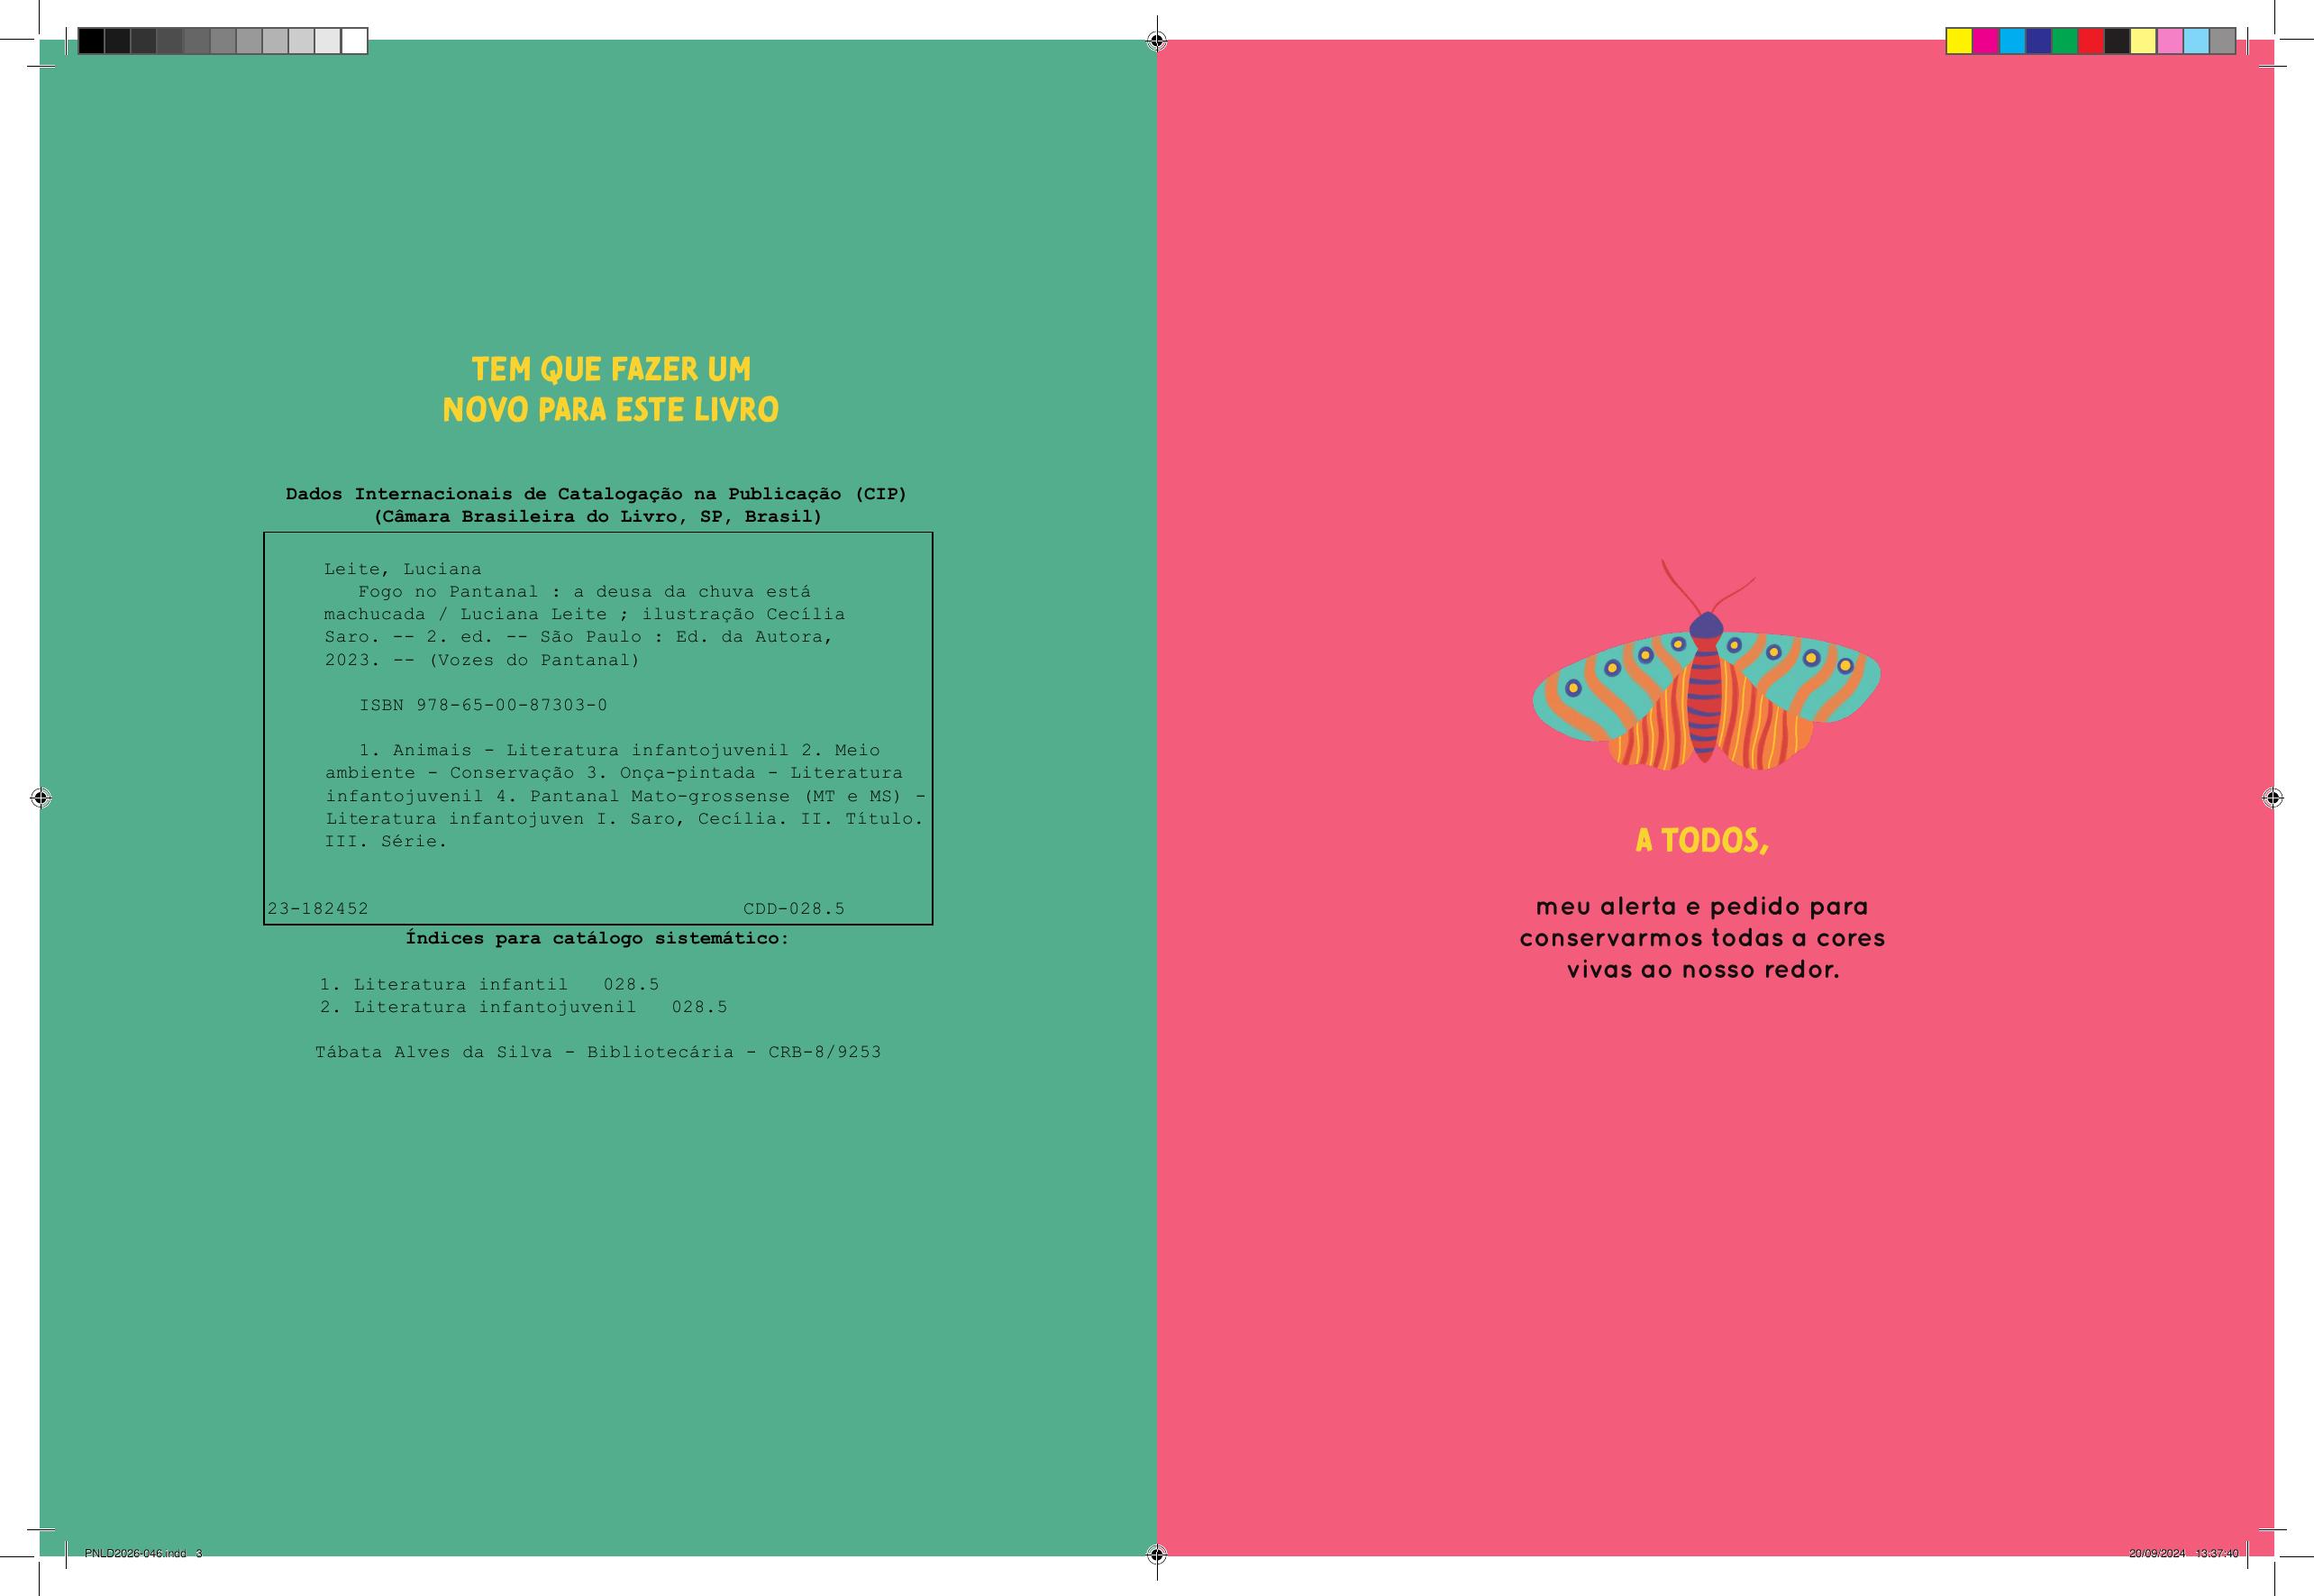 TEM QUE FAZER UM
NOVO PARA ESTE LIVRO
Dados Internacionais de Catalogação na Publicação (CIP)
(Câmara Brasileira do Livro, SP, Brasil)
Leite, Luciana
Fogo no Pantanal : a deusa da chuva está
machucada / Luciana Leite ; ilustração Cecília
Saro. -- 2. ed. -- São Paulo : Ed. da Autora,
2023. -- (Vozes do Pantanal)
ISBN 978-65-00-87303-0
1. Animais - Literatura infantojuvenil 2. Meio
ambiente - Conservação 3. Onça-pintada - Literatura
infantojuvenil 4. Pantanal Mato-grossense (MT e MS) -
Literatura infantojuven I. Saro, Cecília. II. Título.
III. Série.
23-182452 CDD-028.5
Índices para catálogo sistemático:
1. Literatura infantil 028.5
2. Literatura infantojuvenil 028.5
Tábata Alves da Silva - Bibliotecária - CRB-8/9253
A TODOS,
meu alerta e pedido para
conservarmos todas a cores
vivas ao nosso redor.
PNLD2026-046.indd 3
20/09/2024 13:37:40